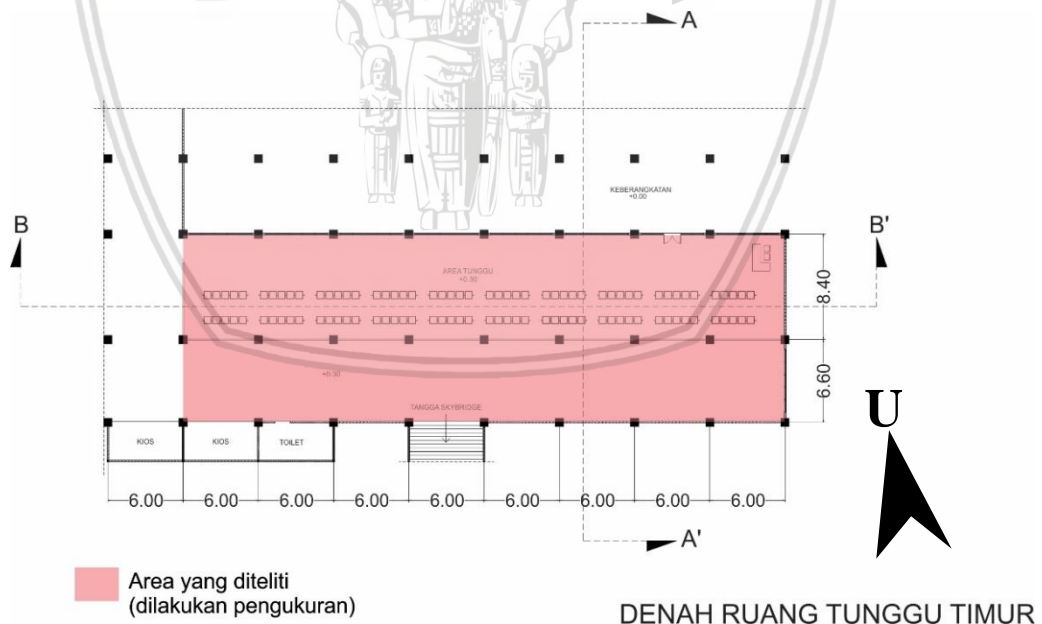 A
KEBERANGKATAN
+0.00
B
B'
AREA TUNGGU
+0.30
8.40
6.60
+0.30
TANGGA SKYBRIDGE
KIOS
KIOS
TOILET
U
6.00
6.00
6.00
6.00
6.00
6.00
6.00
6.00
6.00
A'
Area yang diteliti
(dilakukan pengukuran)
DENAH RUANG TUNGGU TIMUR